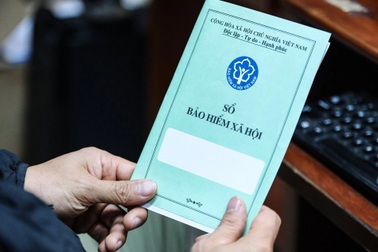 CỘNG HÒA XÃ HỘI CHỦ NGHĨA VIỆT NAM
Độc lập - Tự do - Hạnh phúc
SỔ
BẢO HIỂM XÃ HỘI